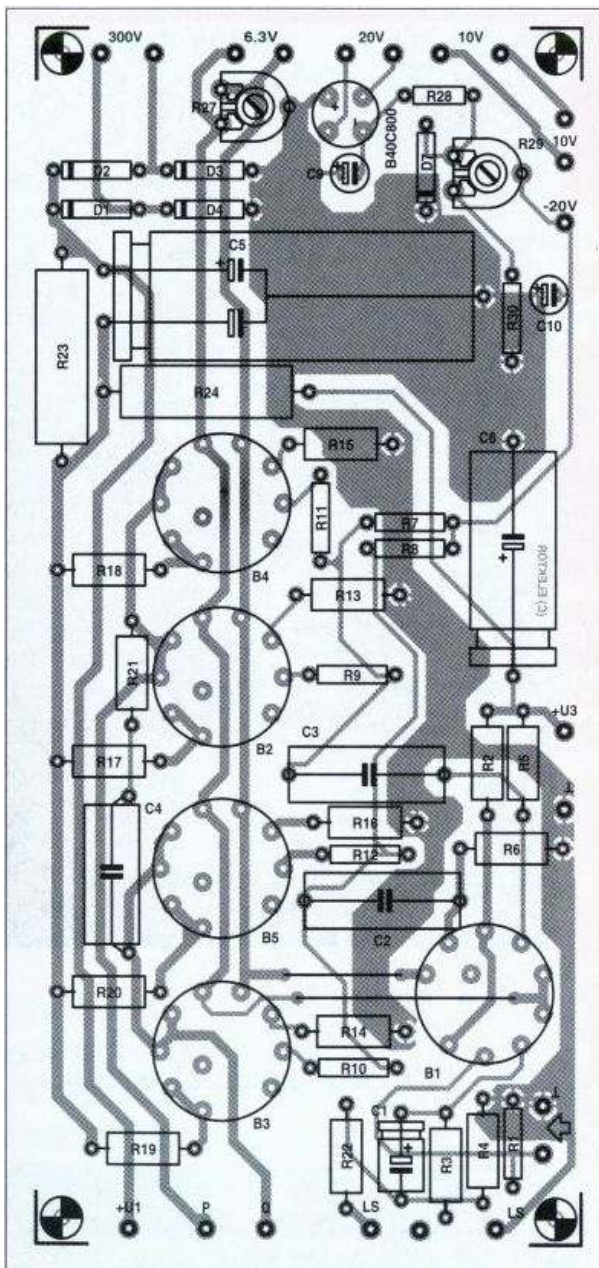 300V 6.3V 20V 10V
R27
R28
B40C800
D7
R29
10V
C9
D2 D3
D1 D4
-20V
C5
+
R30
+
C10
R23
R24
C6
R15
R11
R7
R8
+
(C) ELEKTOR
R18
B4
R13
R21
R9
B2
C3
+U3
R2
R5
R17
C4
R16
R12
R6
B5
C2
R20
R14
R10
B1
B3
C1
R19
R22
+
R3
R4
R1
+U1 P Q LS LS